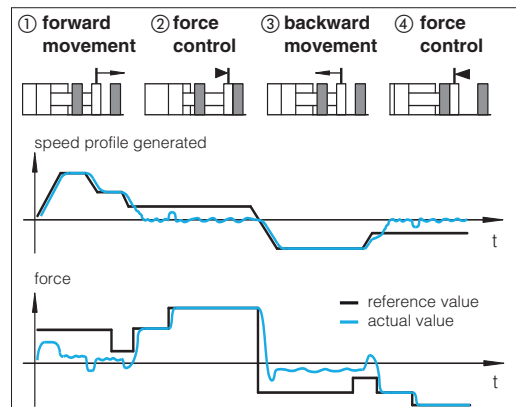 ① forward movement
② force control
③ backward movement
④ force control
speed profile generated
t
force
reference value
actual value
t